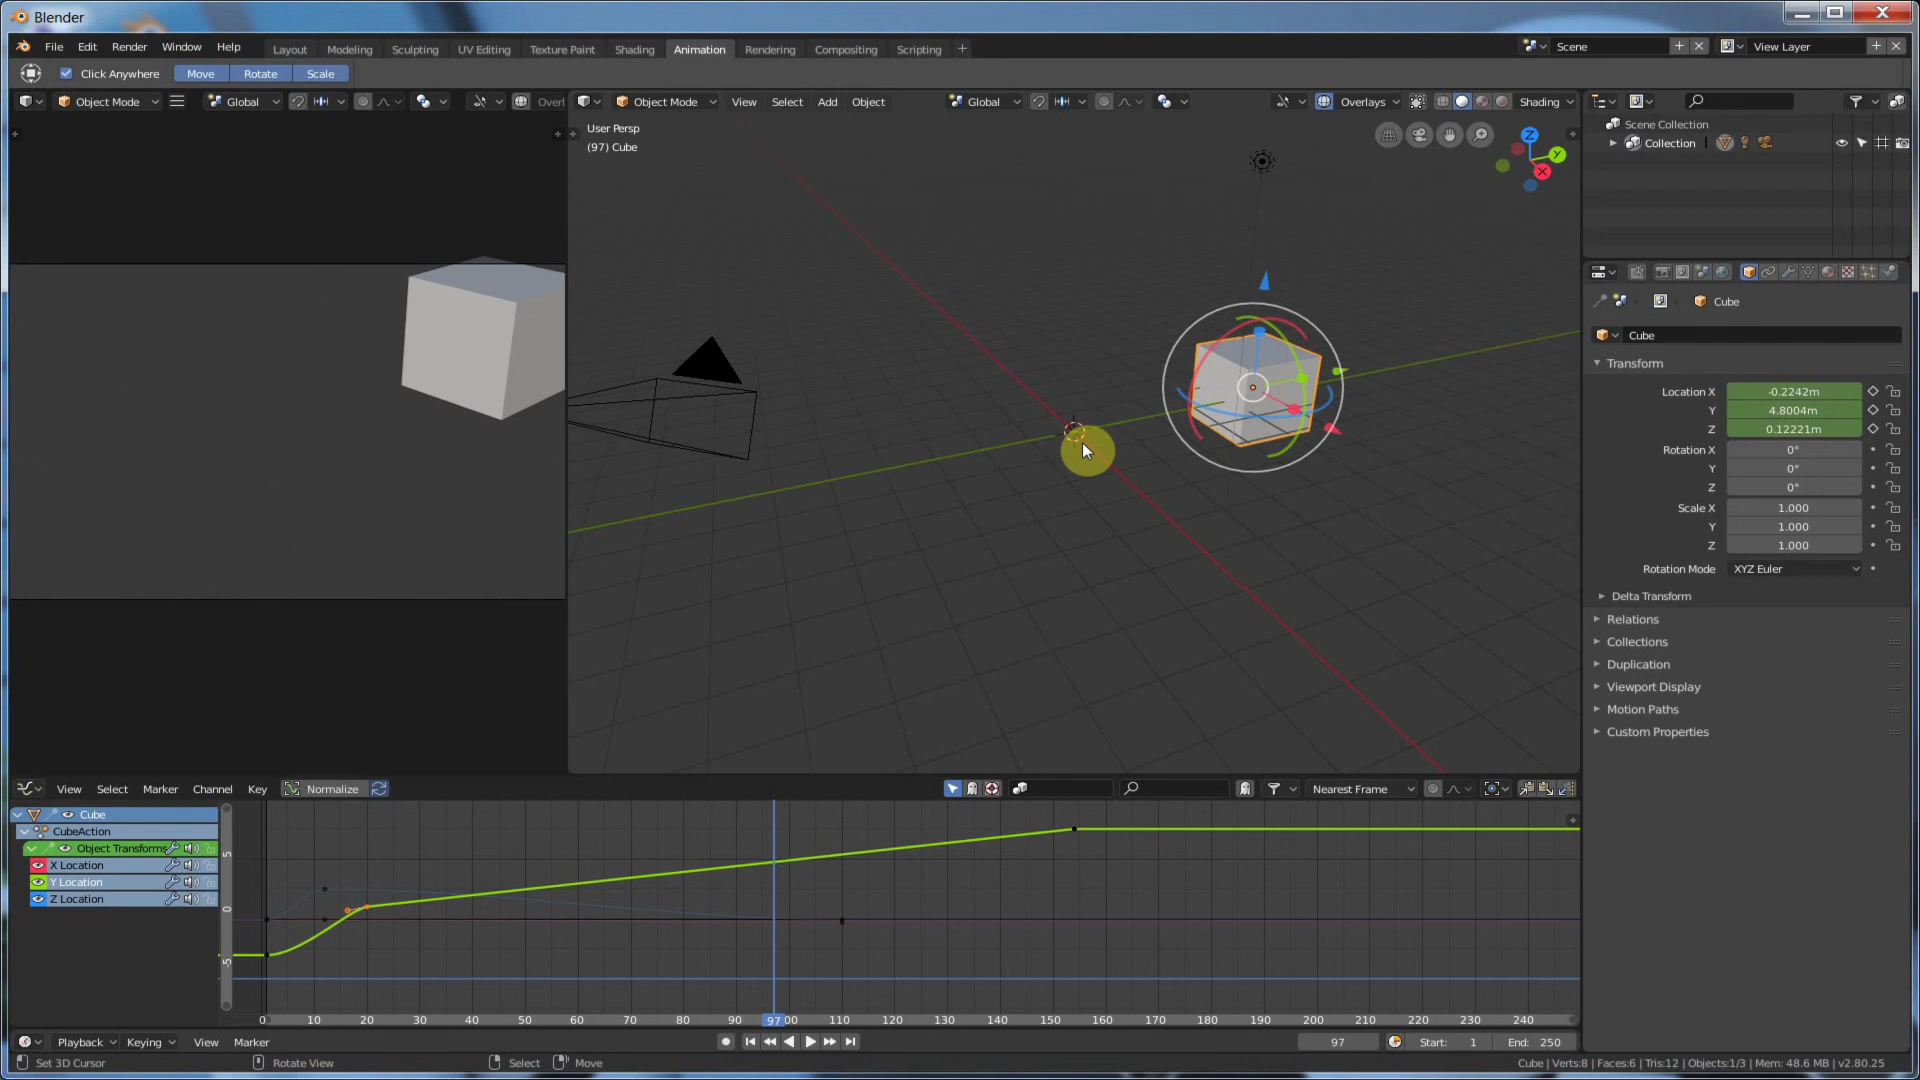 Blender
File Edit Render Window Help
Layout Modeling Sculpting UV Editing Texture Paint Shading Animation Rendering Compositing Scripting
Scene
View Layer
Click Anywhere Move Rotate Scale
Object Mode Global Overl
Object Mode View Select Add Object Global Overlays Shading
User Persp
(97) Cube
Z
Y
X
Scene Collection
Collection
Cube
Cube
Transform
Location X -0.2242m
Y 4.8004m
Z 0.12221m
Rotation X 0°
Y 0°
Z 0°
Scale X 1.000
Y 1.000
Z 1.000
Rotation Mode XYZ Euler
Delta Transform
Relations
Collections
Duplication
Viewport Display
Motion Paths
Custom Properties
View Select Marker Channel Key Normalize Nearest Frame
Cube
CubeAction
Object Transforms
X Location
Y Location
Z Location
5
0
-5
0 10 20 30 40 50 60 70 80 90 97 00 110 120 130 140 150 160 170 180 190 200 210 220 230 240
Playback Keying View Marker 97 Start: 1 End: 250
Set 3D Cursor Rotate View Select Move Cube | Verts:8 | Faces:6 | Tris:12 | Objects:1/3 | Mem: 48.6 MB | v2.80.25